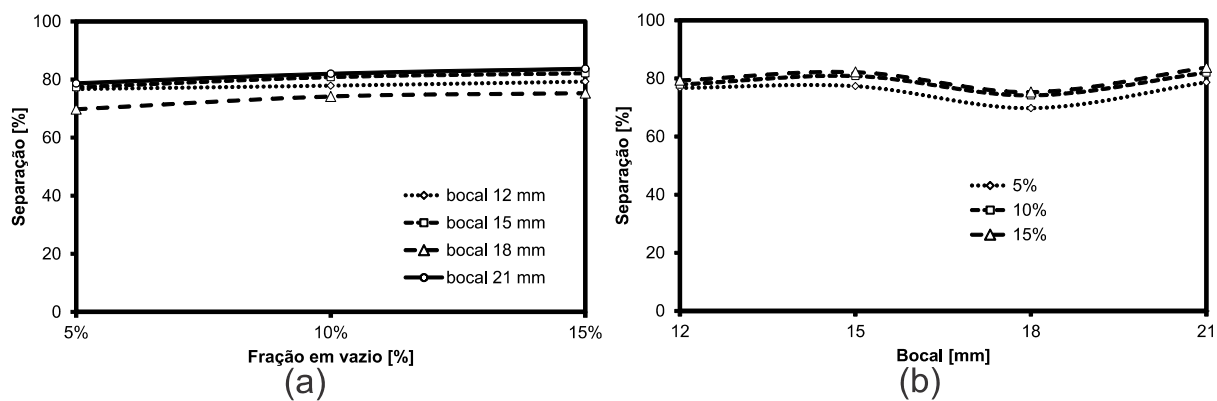 Separação [%]
100
80
60
40
20
0
5%
10%
15%
Fração em vazio [%]
bocal 12 mm
bocal 15 mm
bocal 18 mm
bocal 21 mm
(a)
Separação [%]
100
80
60
40
20
0
12
15
18
21
Bocal [mm]
5%
10%
15%
(b)